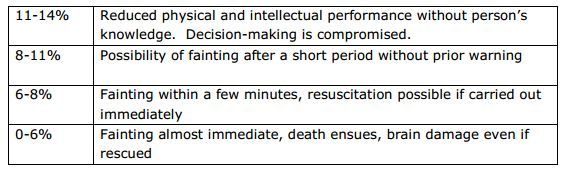 11-14% Reduced physical and intellectual performance without person's
knowledge.  Decision-making is compromised.
8-11% Possibility of fainting after a short period without prior warning
6-8% Fainting within a few minutes, resuscitation possible if carried out
immediately
0-6% Fainting almost immediate, death ensues, brain damage even if
rescued